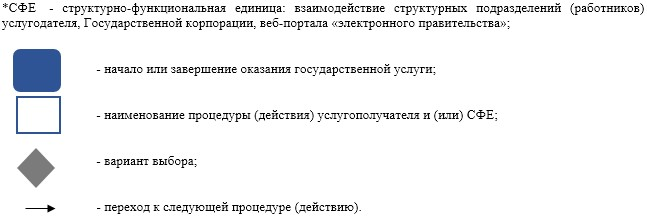 *СФЕ - структурно-функциональная единица: взаимодействие структурных подразделений (работников)
услугодателя, Государственной корпорации, веб-портала «электронного правительства»;
- начало или завершение оказания государственной услуги;
- наименование процедуры (действия) услугополучателя и (или) СФЕ;
- вариант выбора;
- переход к следующей процедуре (действию).